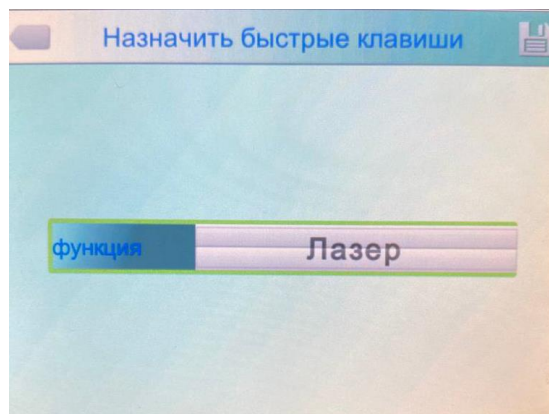 Назначить быстрые клавиши
функция
Лазер